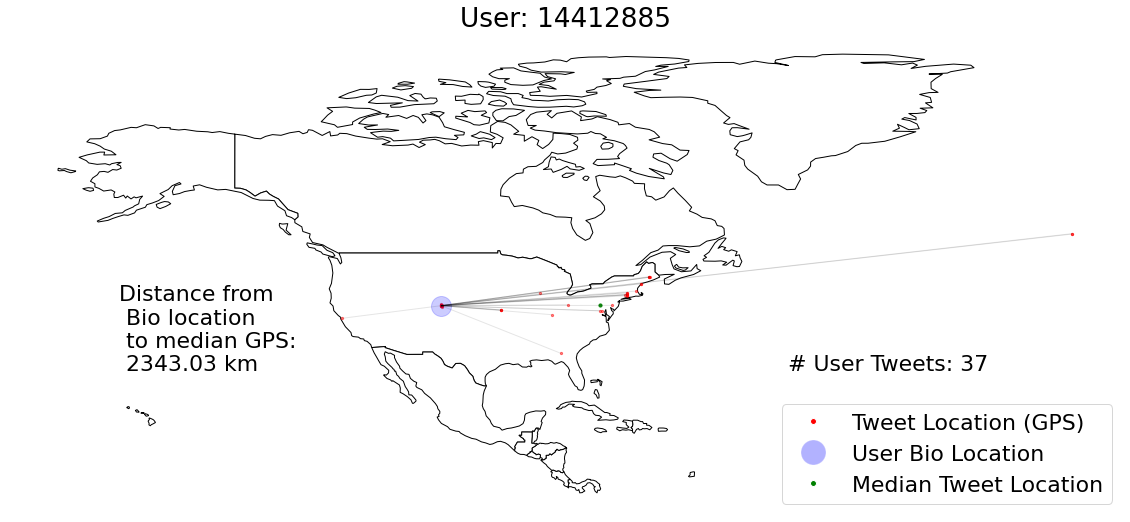 User: 14412885
Distance from
Bio location
to median GPS:
2343.03 km
# User Tweets: 37
Tweet Location (GPS)
User Bio Location
Median Tweet Location